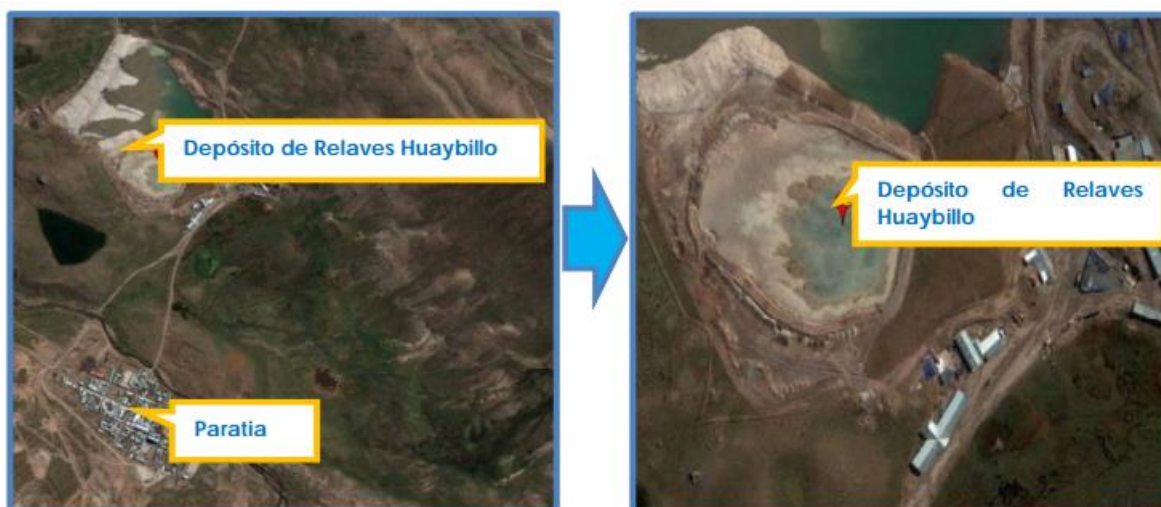 Depósito de Relaves Huaybillo
Paratia
Depósito de Relaves
Huaybillo